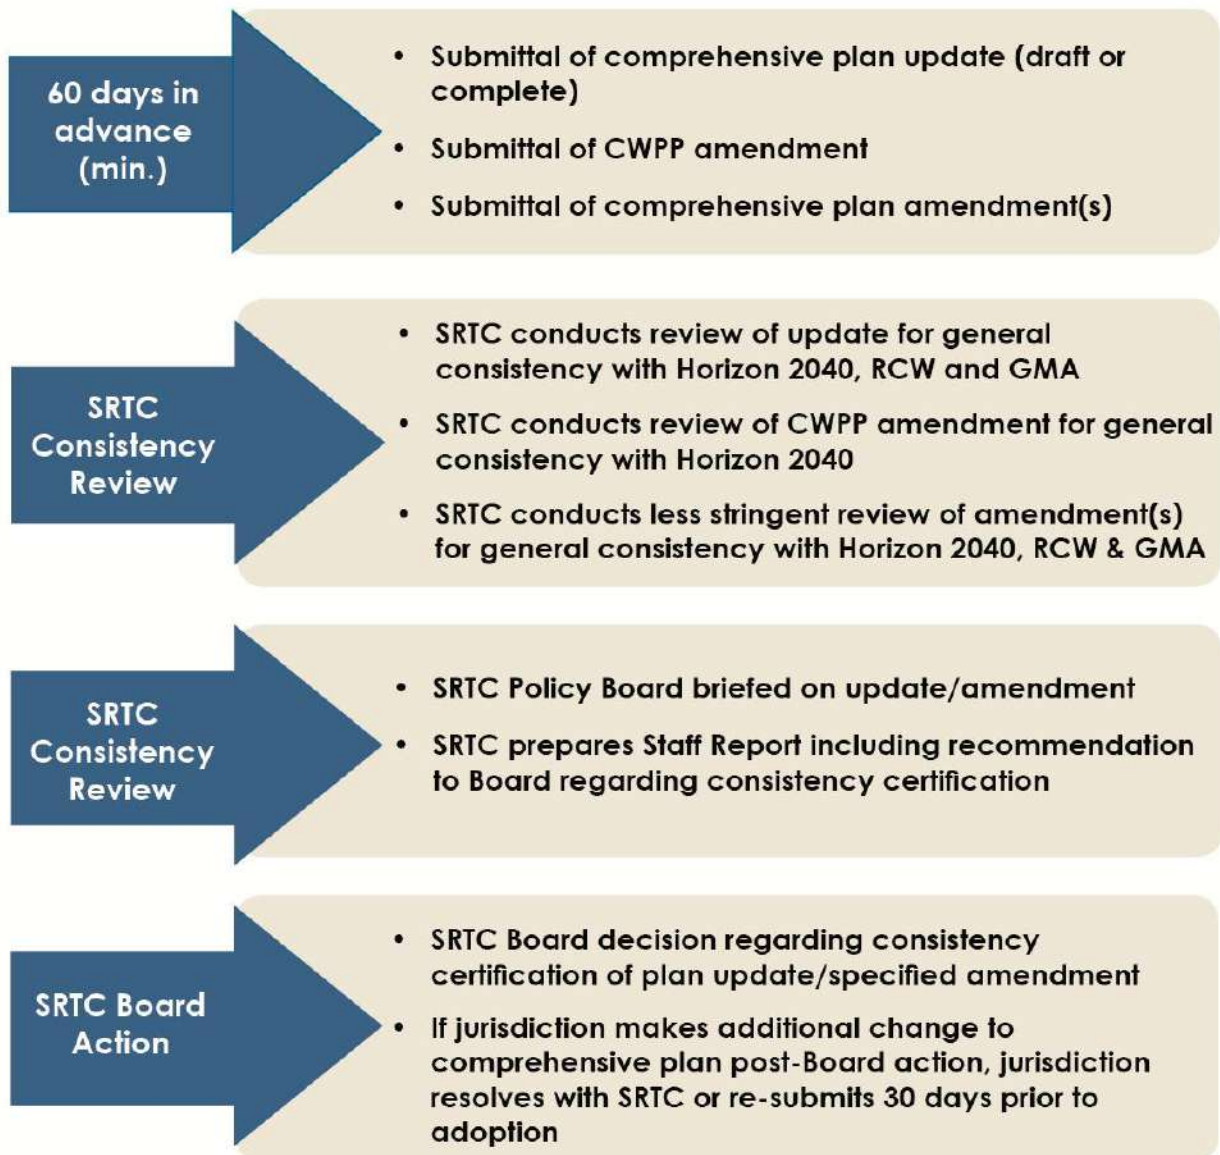 60 days in
advance
(min.)
• Submittal of comprehensive plan update (draft or
complete)
• Submittal of CWPP amendment
• Submittal of comprehensive plan amendment(s)
SRTC
Consistency
Review
• SRTC conducts review of update for general
consistency with Horizon 2040, RCW and GMA
• SRTC conducts review of CWPP amendment for general
consistency with Horizon 2040
• SRTC conducts less stringent review of amendment(s)
for general consistency with Horizon 2040, RCW & GMA
SRTC
Consistency
Review
• SRTC Policy Board briefed on update/amendment
• SRTC prepares Staff Report including recommendation
to Board regarding consistency certification
SRTC Board
Action
• SRTC Board decision regarding consistency
certification of plan update/specified amendment
• If jurisdiction makes additional change to
comprehensive plan post-Board action, jurisdiction
resolves with SRTC or re-submits 30 days prior to
adoption